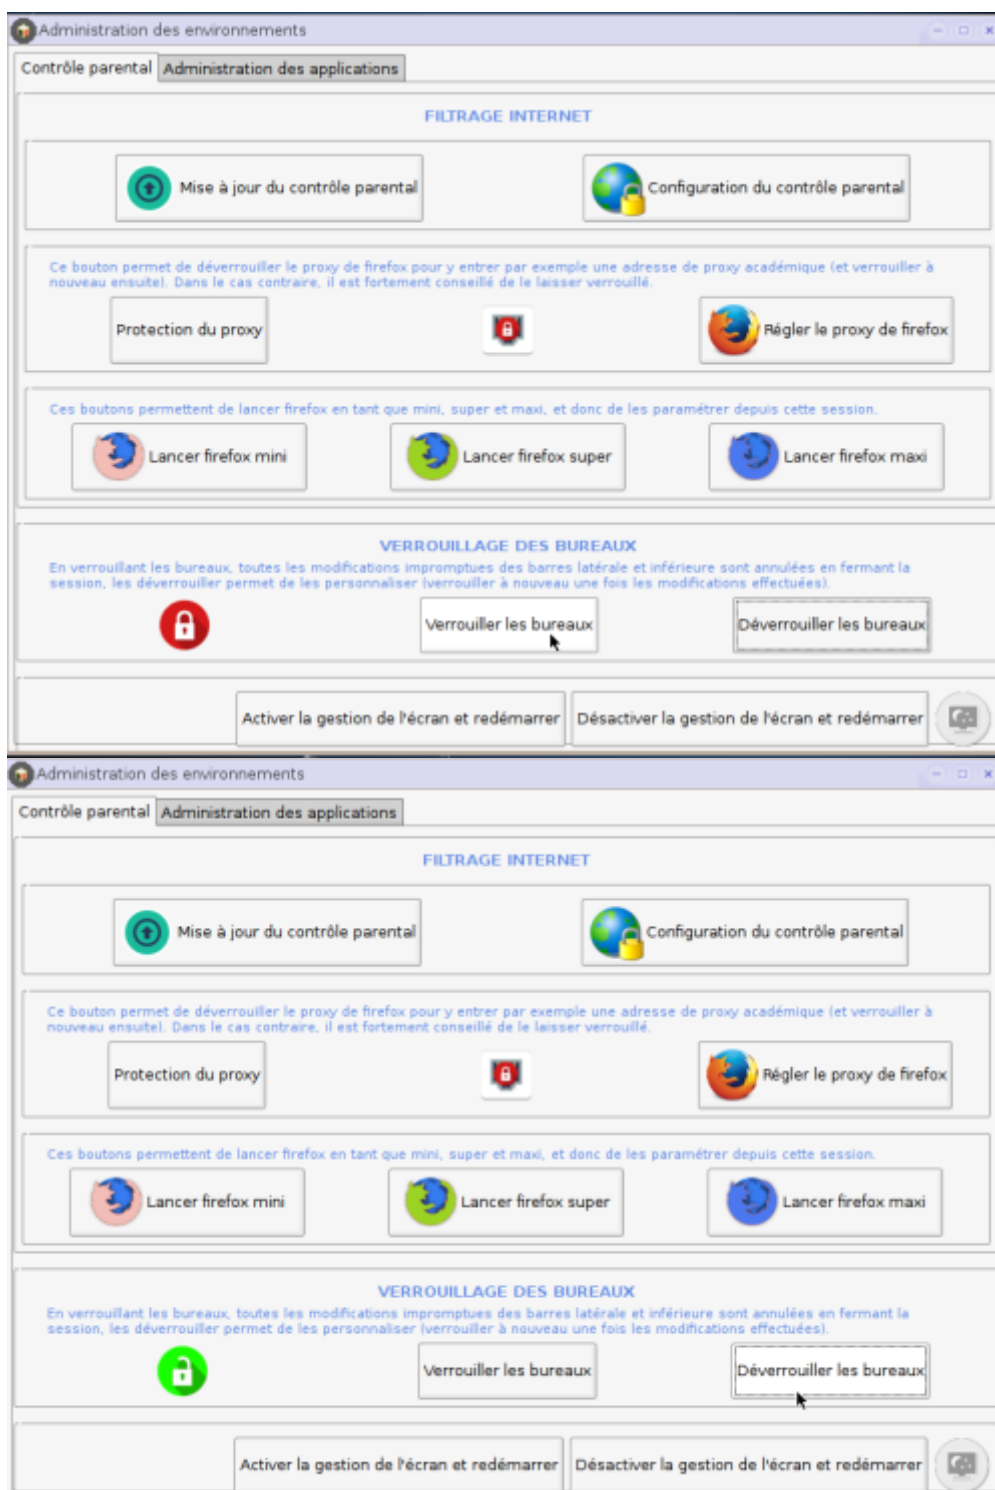 Administration des environnements
Contrôle parental Administration des applications
FILTRAGE INTERNET
Mise à jour du contrôle parental Configuration du contrôle parental
Ce bouton permet de déverrouiller le proxy de firefox pour y entrer par exemple une adresse de proxy académique (et verrouiller à
nouveau ensuite). Dans le cas contraire, il est fortement conseillé de le laisser verrouillé.
Protection du proxy Régler le proxy de firefox
Ces boutons permettent de lancer firefox en tant que mini, super et maxi, et donc de les paramétrer depuis cette session.
Lancer firefox mini Lancer firefox super Lancer firefox maxi
VERROUILLAGE DES BUREAUX
En verrouillant les bureaux, toutes les modifications impromptues des barres latérale et inférieure sont annulées en fermant la
session, les déverrouiller permet de les personnaliser (verrouiller à nouveau une fois les modifications effectuées).
Verrouiller les bureaux Déverrouiller les bureaux
Activer la gestion de l'écran et redémarrer Désactiver la gestion de l'écran et redémarrer
Administration des environnements
Contrôle parental Administration des applications
FILTRAGE INTERNET
Mise à jour du contrôle parental Configuration du contrôle parental
Ce bouton permet de déverrouiller le proxy de firefox pour y entrer par exemple une adresse de proxy académique (et verrouiller à
nouveau ensuite). Dans le cas contraire, il est fortement conseillé de le laisser verrouillé.
Protection du proxy Régler le proxy de firefox
Ces boutons permettent de lancer firefox en tant que mini, super et maxi, et donc de les paramétrer depuis cette session.
Lancer firefox mini Lancer firefox super Lancer firefox maxi
VERROUILLAGE DES BUREAUX
En verrouillant les bureaux, toutes les modifications impromptues des barres latérale et inférieure sont annulées en fermant la
session, les déverrouiller permet de les personnaliser (verrouiller à nouveau une fois les modifications effectuées).
Verrouiller les bureaux Déverrouiller les bureaux
Activer la gestion de l'écran et redémarrer Désactiver la gestion de l'écran et redémarrer